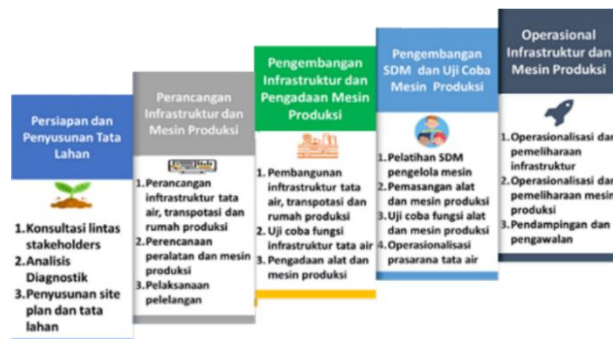 Persiapan dan
Penyusunan Tata
Lahan
1.Konsultasi lintas
stakeholders
2.Analisis
Diagnostik
3.Penyusunan site
plan dan tata
lahan
Perancangan
Infrastruktur dan
Mesin Produksi
1.Perancangan
inftrastruktur tata
air, transpotasi dan
rumah produksi
2.Perencanaan
peralatan dan mesin
produksi
3.Pelaksanaan
pelelangan
Pengembangan
Infrastruktur dan
Pengadaan Mesin
Produksi
1.Pembangunan
inftrastruktur tata
air, transpotasi dan
rumah produksi
2.Uji coba fungsi
infrastruktur tata air
3.Pengadaan alat dan
mesin produksi
Pengembangan
SDM dan Uji Coba
Mesin Produksi
1.Pelatihan SDM
pengelola mesin
2.Pemasangan alat
dan mesin produksi
3.Uji coba fungsi alat
dan mesin produksi
4.Operasionalisasi
prasarana tata air
Operasional
Infrastruktur dan
Mesin Produksi
1.Operasionalisasi dan
pemeliharaan
infrastruktur
2.Operasionalisasi dan
pemeliharaan mesin
produksi
3.Pendampingan dan
pengawalan